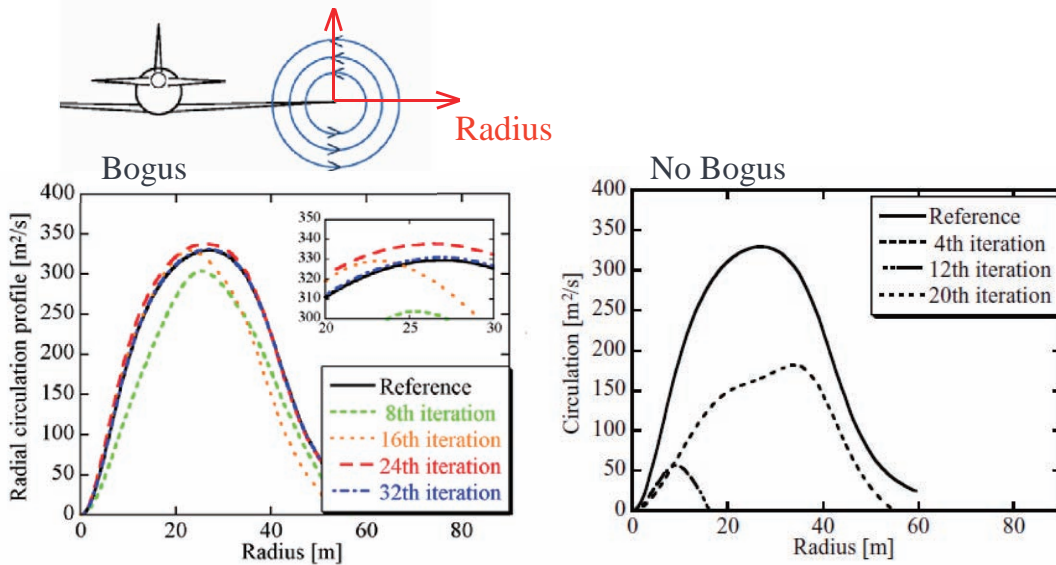 Radius
Bogus
Radial circulation profile [m²/s]
400
350
300
250
200
150
100
50
0
0
20
40
60
80
Radius [m]
350
340
330
320
310
300
20
25
30
Reference
8th iteration
16th iteration
24th iteration
32th iteration
No Bogus
Circulation [m²/s]
400
350
300
250
200
150
100
50
0
0
20
40
60
80
Radius [m]
Reference
4th iteration
12th iteration
20th iteration